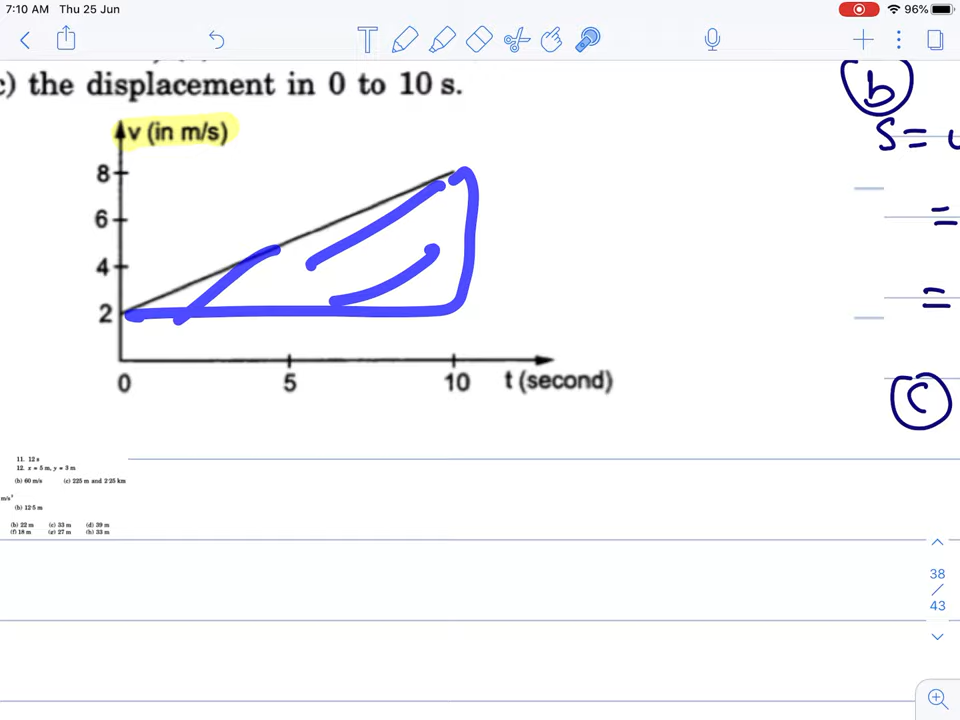 7:10 AM Thu 25 Jun
96%
T
c) the displacement in 0 to 10 s.
b
v (in m/s)
8
6
4
2
0
5
10
t (second)
s =
=
=
c
11. 12 s
12. x = 5 m, y = 3 m
(b) 60 m/s (c) 225 m and 2·25 km
m/s²
(b) 12·5 m
(b) 22 m (c) 33 m (d) 39 m
(f) 18 m (g) 27 m (h) 33 m
38
/
43